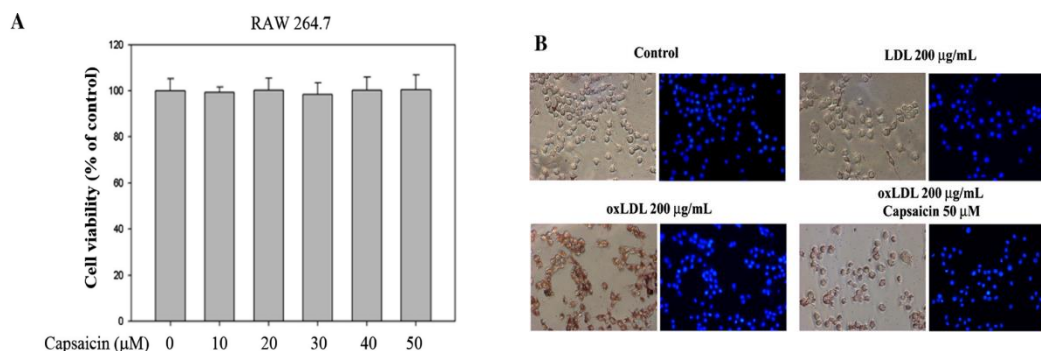 A
RAW 264.7
Cell viability (% of control)
120
100
80
60
40
20
0
Capsaicin (μM) 0 10 20 30 40 50
B
Control
LDL 200 μg/mL
oxLDL 200 μg/mL
oxLDL 200 μg/mL
Capsaicin 50 μM